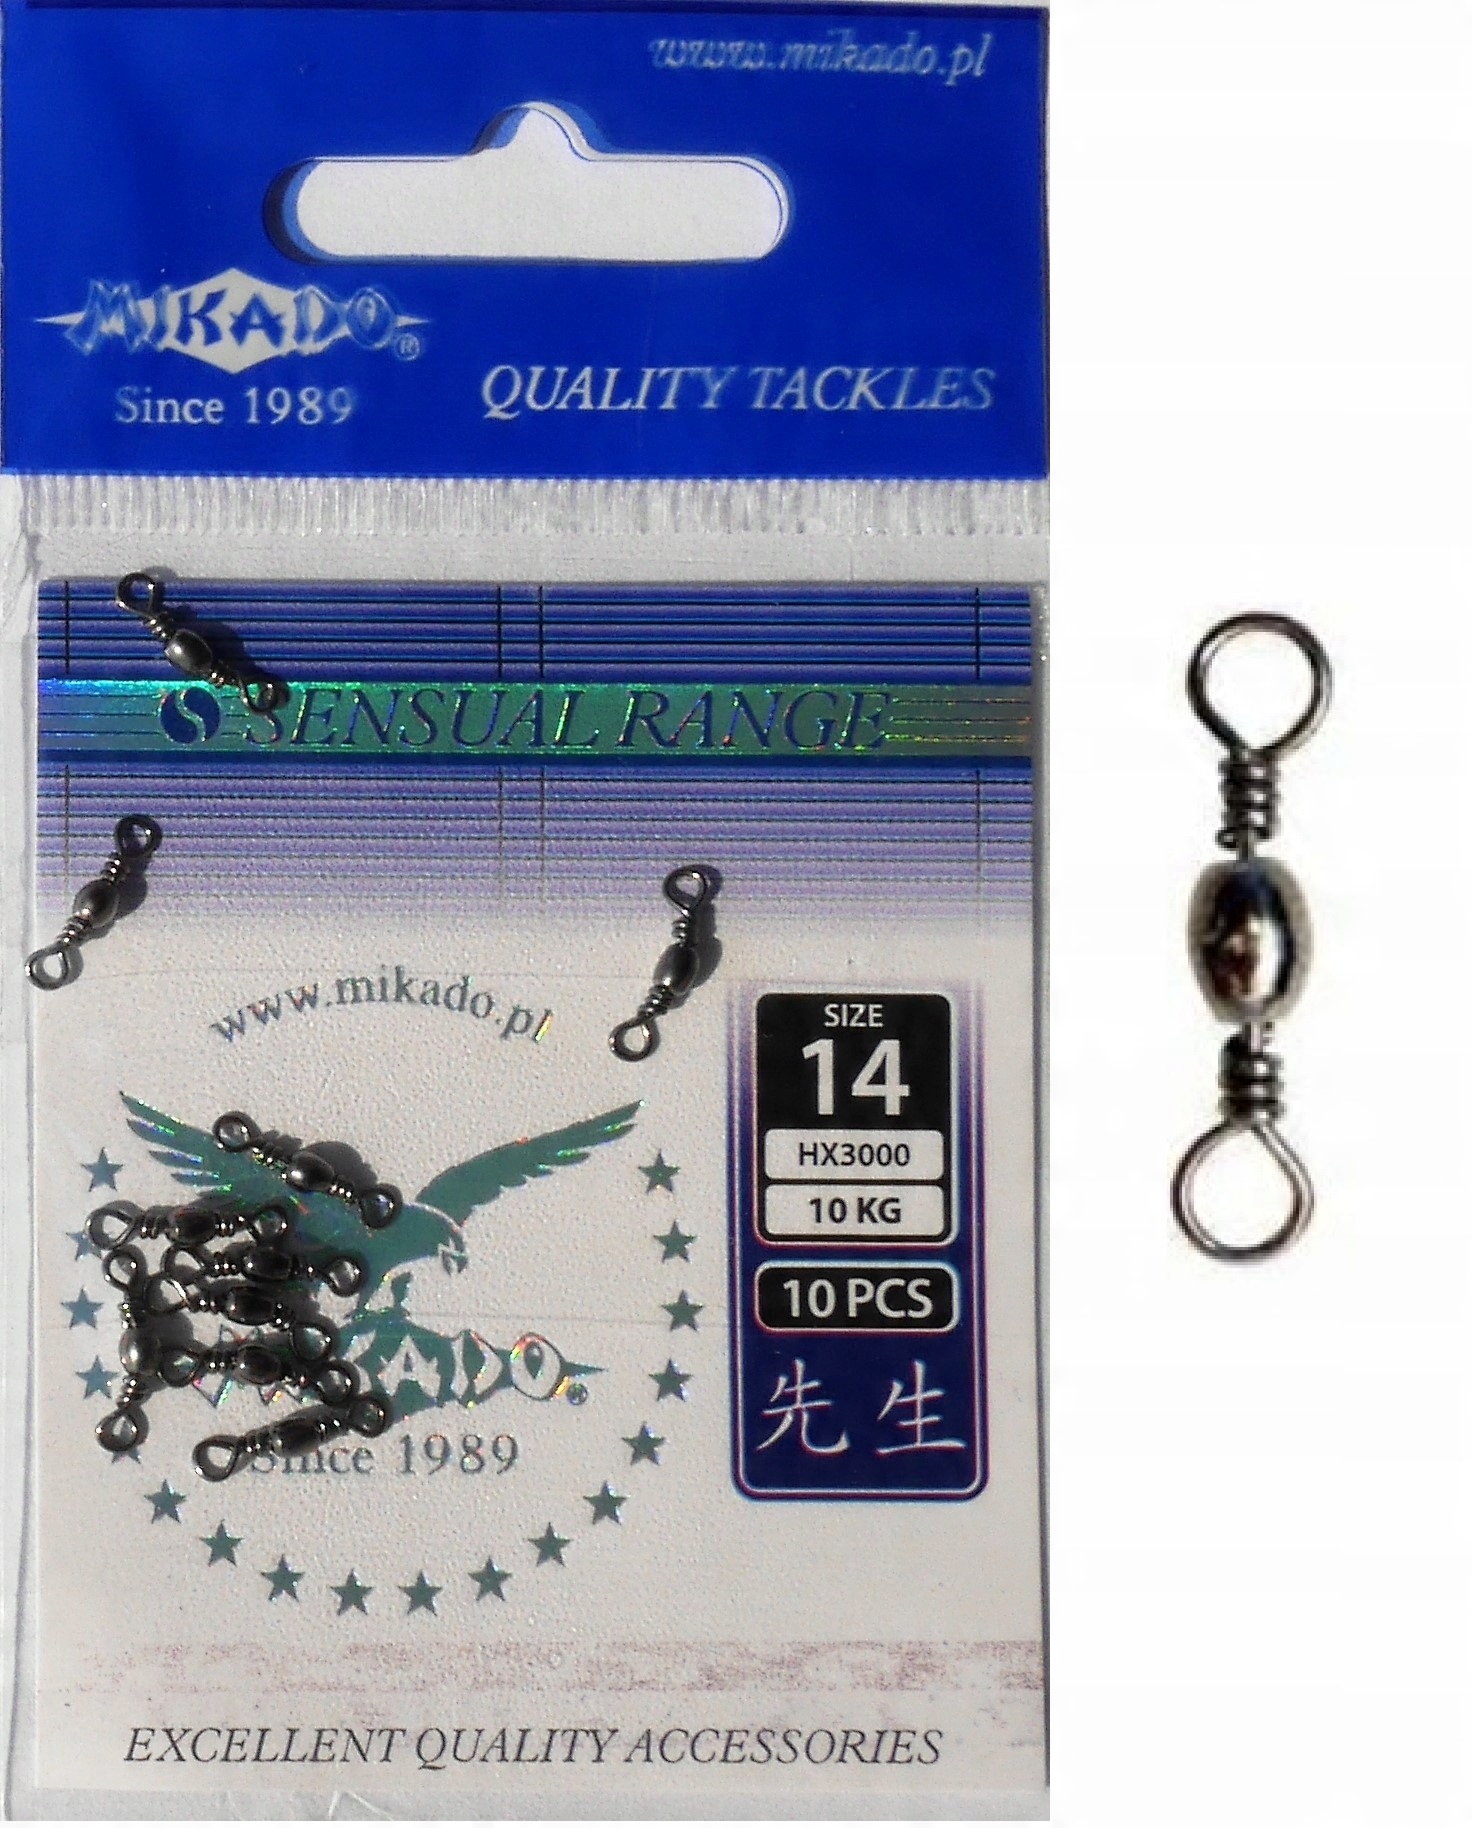 www.mikado.pl
MIKADO®
Since 1989
QUALITY TACKLES
SENSUAL RANGE
www.mikado.pl
SIZE
14
HX3000
10 KG
10 PCS
先生
KADO®
Since 1989
EXCELLENT QUALITY ACCESSORIES